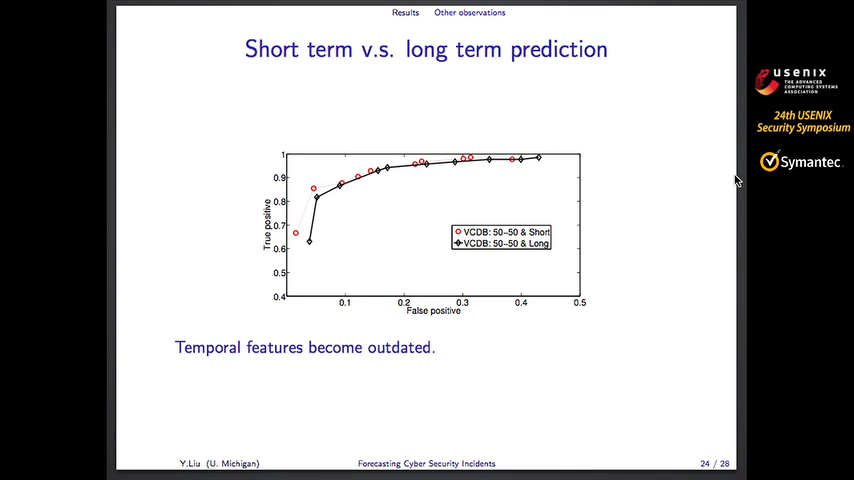 Results Other observations
Short term v.s. long term prediction
1
0.9
0.8
0.7
0.6
0.5
0.4
True positive
0.1 0.2 0.3 0.4 0.5
False positive
VCDB: 50-50 & Short
VCDB: 50-50 & Long
Temporal features become outdated.
Y.Liu (U. Michigan) Forecasting Cyber Security Incidents 24 / 28
usenix
THE ADVANCED
COMPUTING SYSTEMS
ASSOCIATION
24th USENIX
Security Symposium
Symantec.